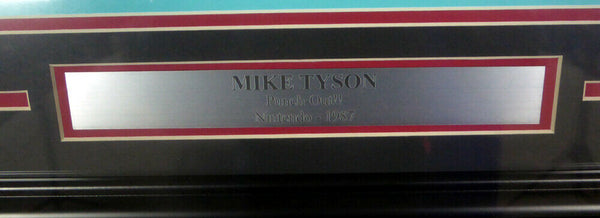 MIKE TYSON
Punch Out!!
Nintendo - 1987